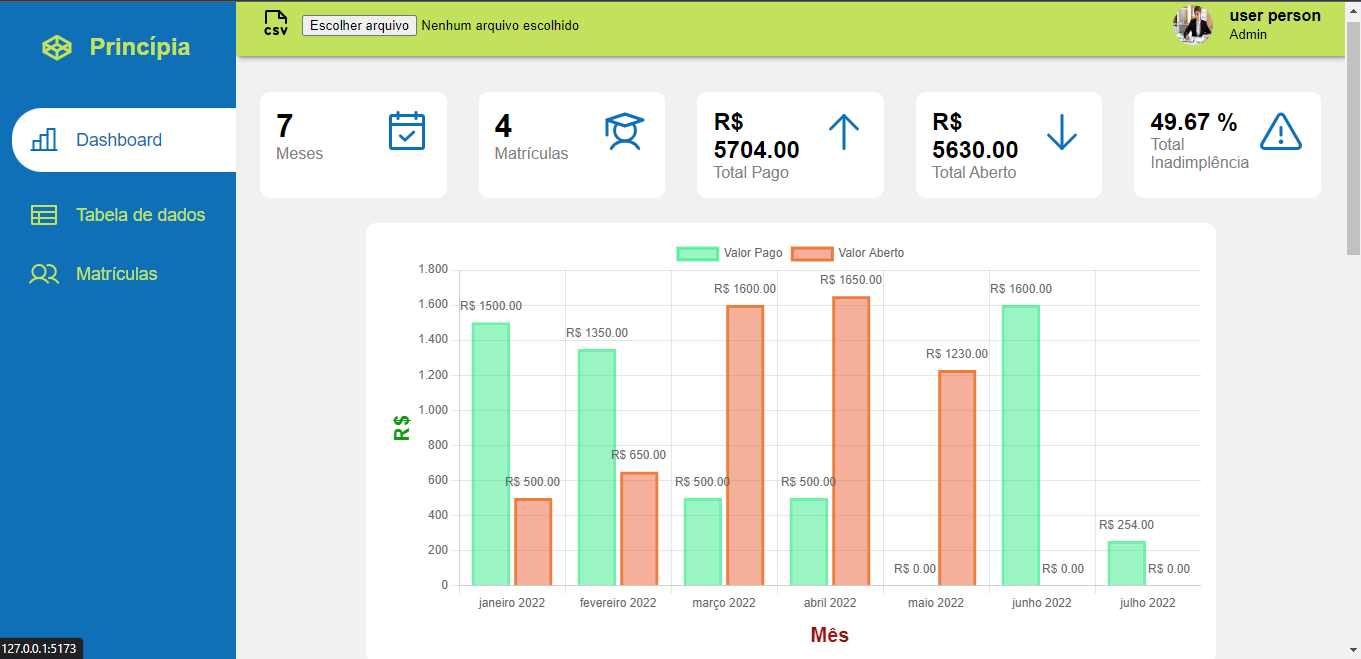 CSV
Escolher arquivo Nenhum arquivo escolhido
user person
Admin
Princípia
Dashboard
Tabela de dados
Matrículas
7
Meses
4
Matrículas
R$
5704.00
Total Pago
R$
5630.00
Total Aberto
49.67 %
Total
Inadimplência
Valor Pago Valor Aberto
1.800
1.600
1.400
1.200
1.000
800
600
400
200
0
R$
R$ 1500.00
R$ 500.00
R$ 1350.00
R$ 650.00
R$ 500.00
R$ 1600.00
R$ 500.00
R$ 1650.00
R$ 0.00
R$ 1230.00
R$ 1600.00
R$ 0.00
R$ 254.00
R$ 0.00
janeiro 2022 fevereiro 2022 março 2022 abril 2022 maio 2022 junho 2022 julho 2022
Mês
127.0.0.1:5173